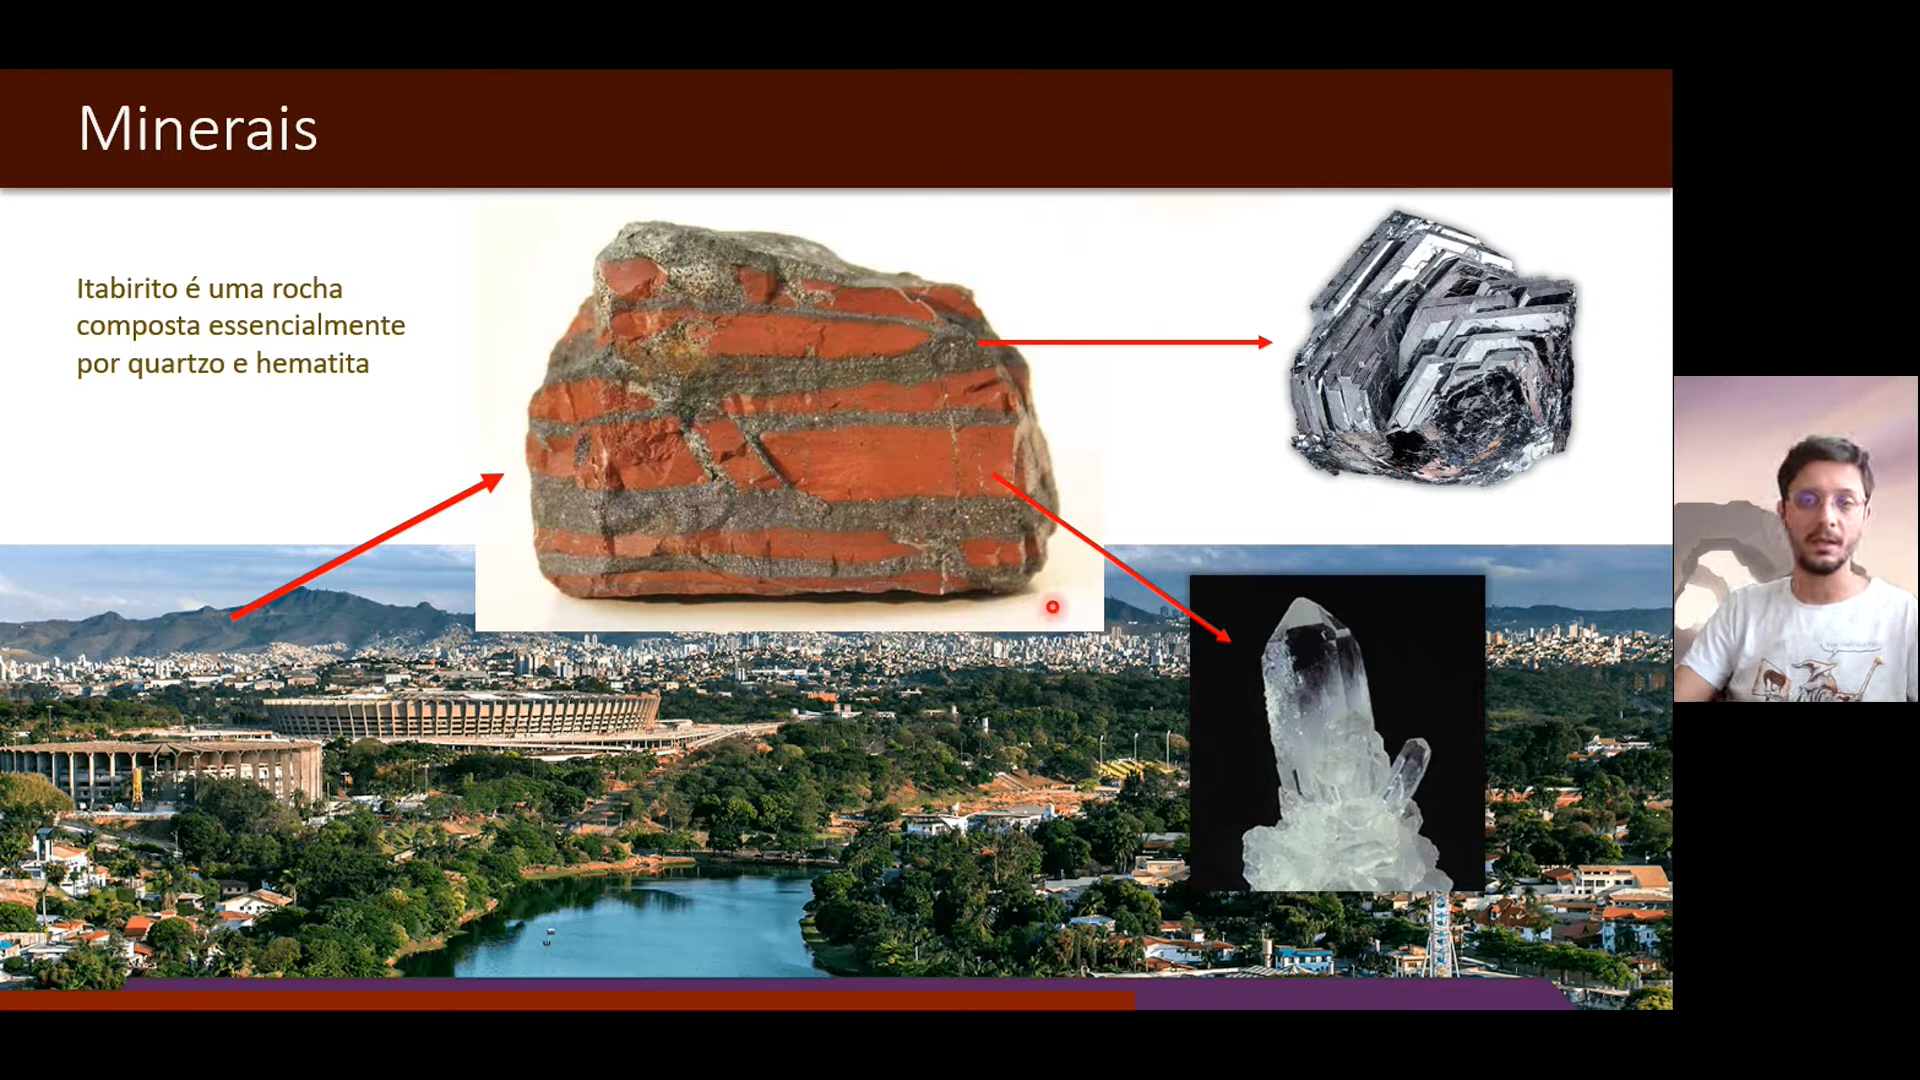 Minerais
Itabirito é uma rocha
composta essencialmente
por quartzo e hematita